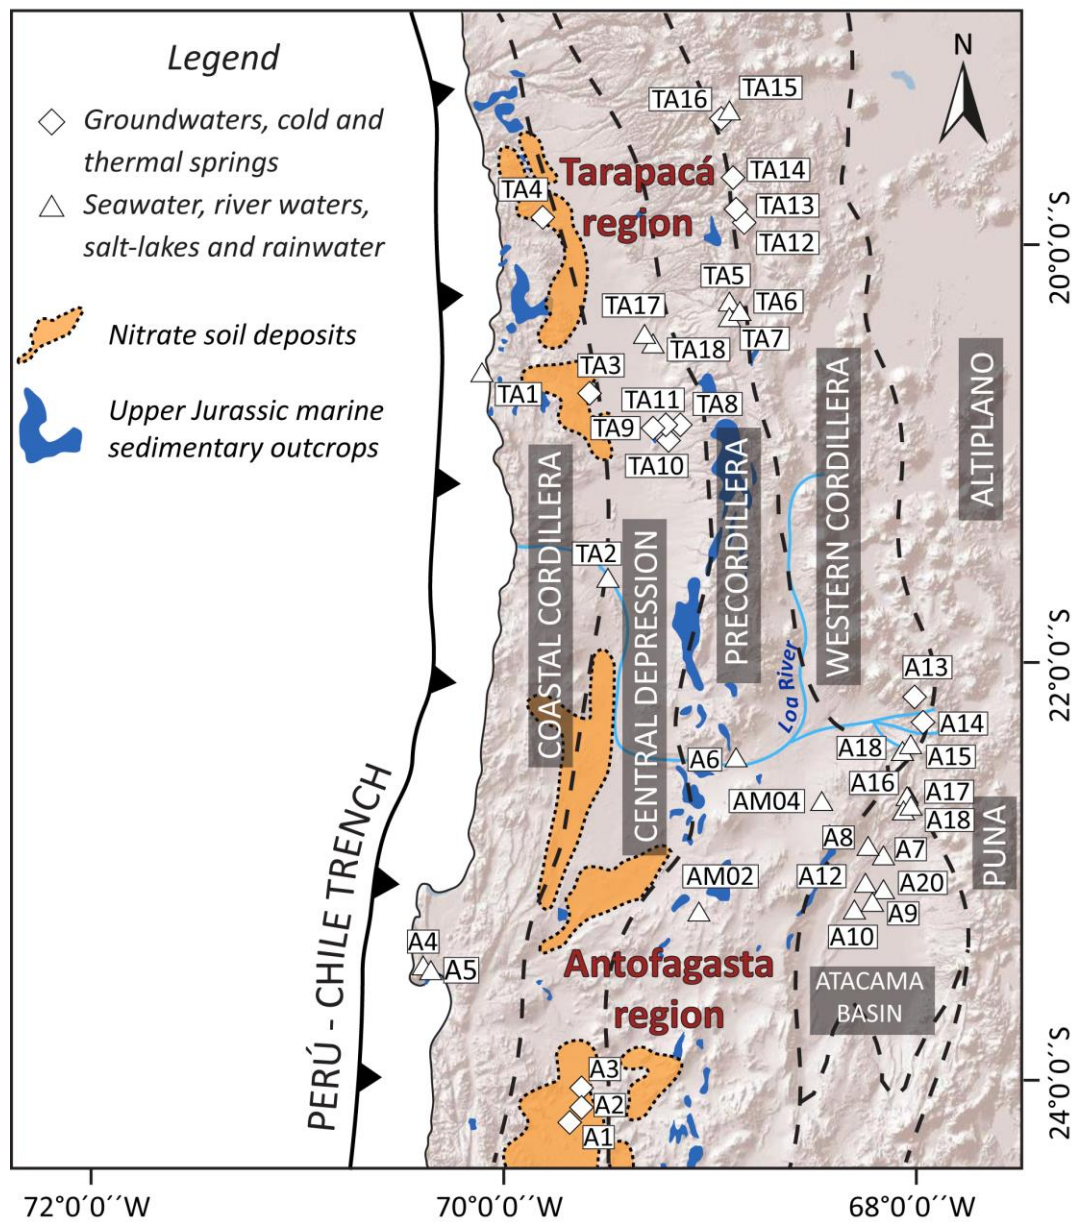 Legend
Groundwaters, cold and
thermal springs
Seawater, river waters,
salt-lakes and rainwater
Nitrate soil deposits
Upper Jurassic marine
sedimentary outcrops
N
TA15
TA16
TA14
TA4
Tarapacá
region
TA13
TA12
TA5
TA6
TA17
TA7
TA18
TA3
TA1
TA11
TA8
TA9
TA10
20°0´0´´S
COASTAL CORDILLERA
CENTRAL DEPRESSION
PRECORDILLERA
WESTERN CORDILLERA
ALTIPLANO
TA2
Loa River
22°0´0´´S
A13
A14
A18
A15
A6
A16
A17
AM04
A18
A8
A7
PUNA
AM02
A12
A20
A9
A10
PERÚ - CHILE TRENCH
A4
A5
Antofagasta
region
ATACAMA
BASIN
A3
A2
A1
24°0´0´´S
72°0´0´´W
70°0´0´´W
68°0´0´´W